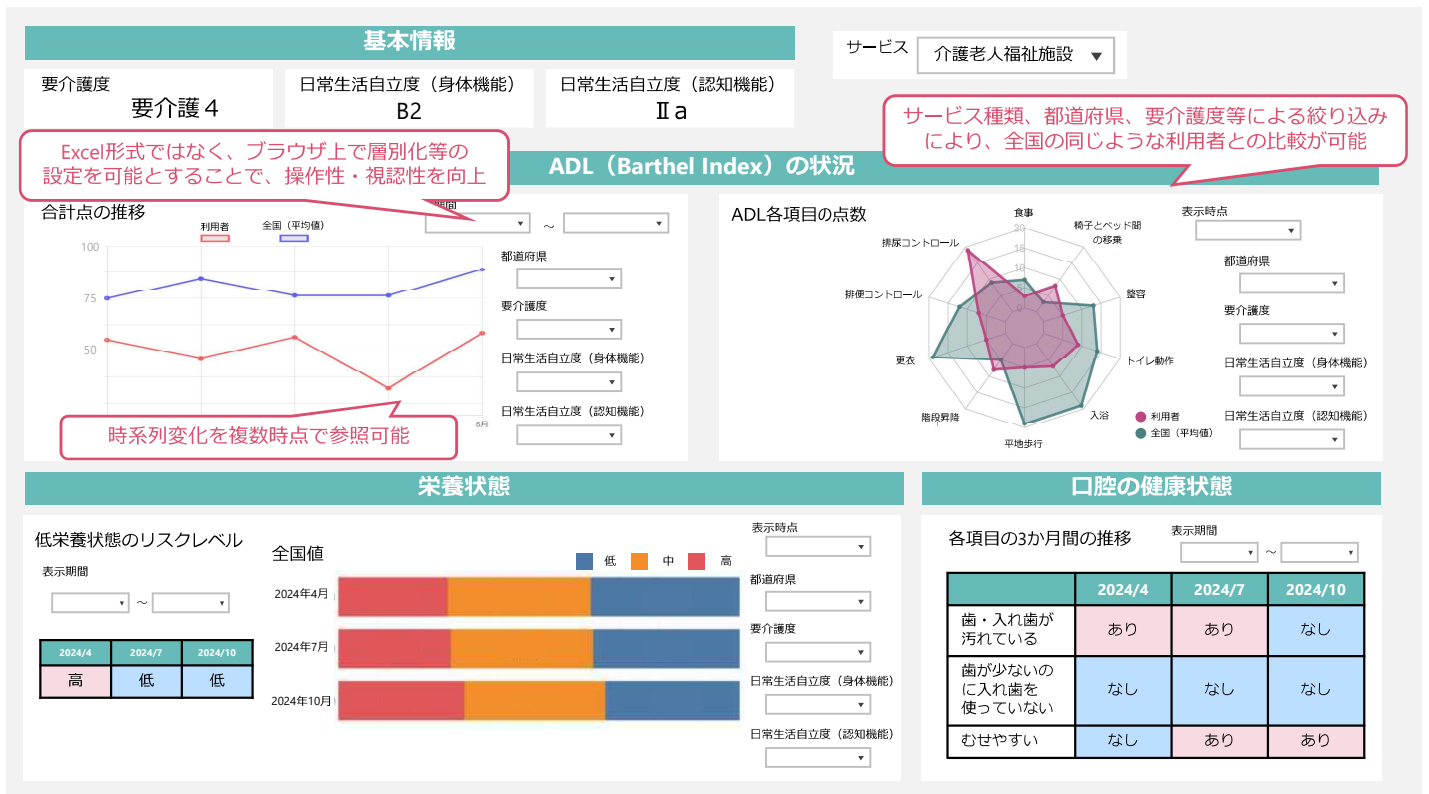 基本情報
サービス
介護老人福祉施設
要介護度
要介護４
日常生活自立度（身体機能）
B2
日常生活自立度（認知機能）
Ⅱａ
サービス種類、都道府県、要介護度等による絞り込み
により、全国の同じような利用者との比較が可能
Excel形式ではなく、ブラウザ上で層別化等の
設定を可能とすることで、操作性・視認性を向上
ADL（Barthel Index）の状況
合計点の推移
期間
～
利用者
全国（平均値）
100
75
50
6月
都道府県
要介護度
日常生活自立度（身体機能）
日常生活自立度（認知機能）
時系列変化を複数時点で参照可能
ADL各項目の点数
食事
椅子とベッド間
の移乗
整容
トイレ動作
入浴
平地歩行
階段昇降
更衣
排便コントロール
排尿コントロール
20
15
10
5
0
利用者
全国（平均値）
表示時点
都道府県
要介護度
日常生活自立度（身体機能）
日常生活自立度（認知機能）
栄養状態
低栄養状態のリスクレベル
表示期間
～
2024/4 2024/7 2024/10
高 低 低
全国値
低 中 高
2024年4月
2024年7月
2024年10月
表示時点
都道府県
要介護度
日常生活自立度（身体機能）
日常生活自立度（認知機能）
口腔の健康状態
各項目の3か月間の推移
表示期間
～
2024/4 2024/7 2024/10
歯・入れ歯が
汚れている
あり あり なし
歯が少ないの
に入れ歯を
使っていない
なし なし なし
むせやすい なし あり あり